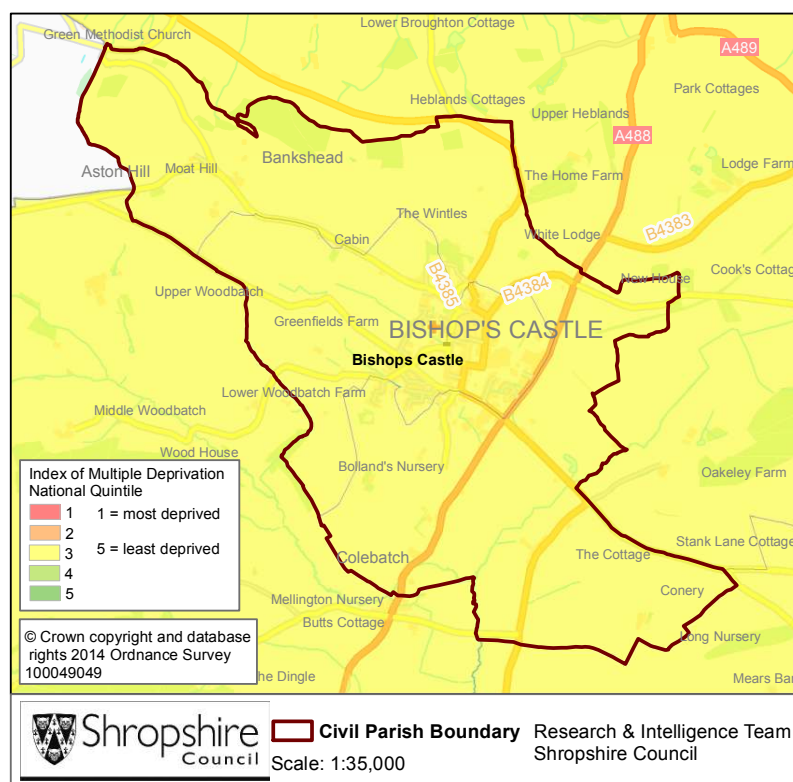 Lower Broughton Cottage
Green Methodist Church
A489
Park Cottages
Heblands Cottages
Upper Heblands
A488
Bankshead
Lodge Farm
Aston Hill
Moat Hill
The Home Farm
The Wintles
Cabin
White Lodge
B4383
Cook's Cottag
New House
B4385
B4384
Upper Woodbatch
Greenfields Farm
BISHOP'S CASTLE
Bishops Castle
Lower Woodbatch Farm
Middle Woodbatch
Wood House
Bolland's Nursery
Oakeley Farm
Index of Multiple Deprivation
National Quintile
1 1 = most deprived
2
3 5 = least deprived
4
5
Stank Lane Cottage
Colebatch
The Cottage
Conery
Mellington Nursery
Butts Cottage
Long Nursery
© Crown copyright and database
rights 2014 Ordnance Survey
100049049
he Dingle
Mears Bar
Shropshire
Council
Civil Parish Boundary
Scale: 1:35,000
Research & Intelligence Team
Shropshire Council